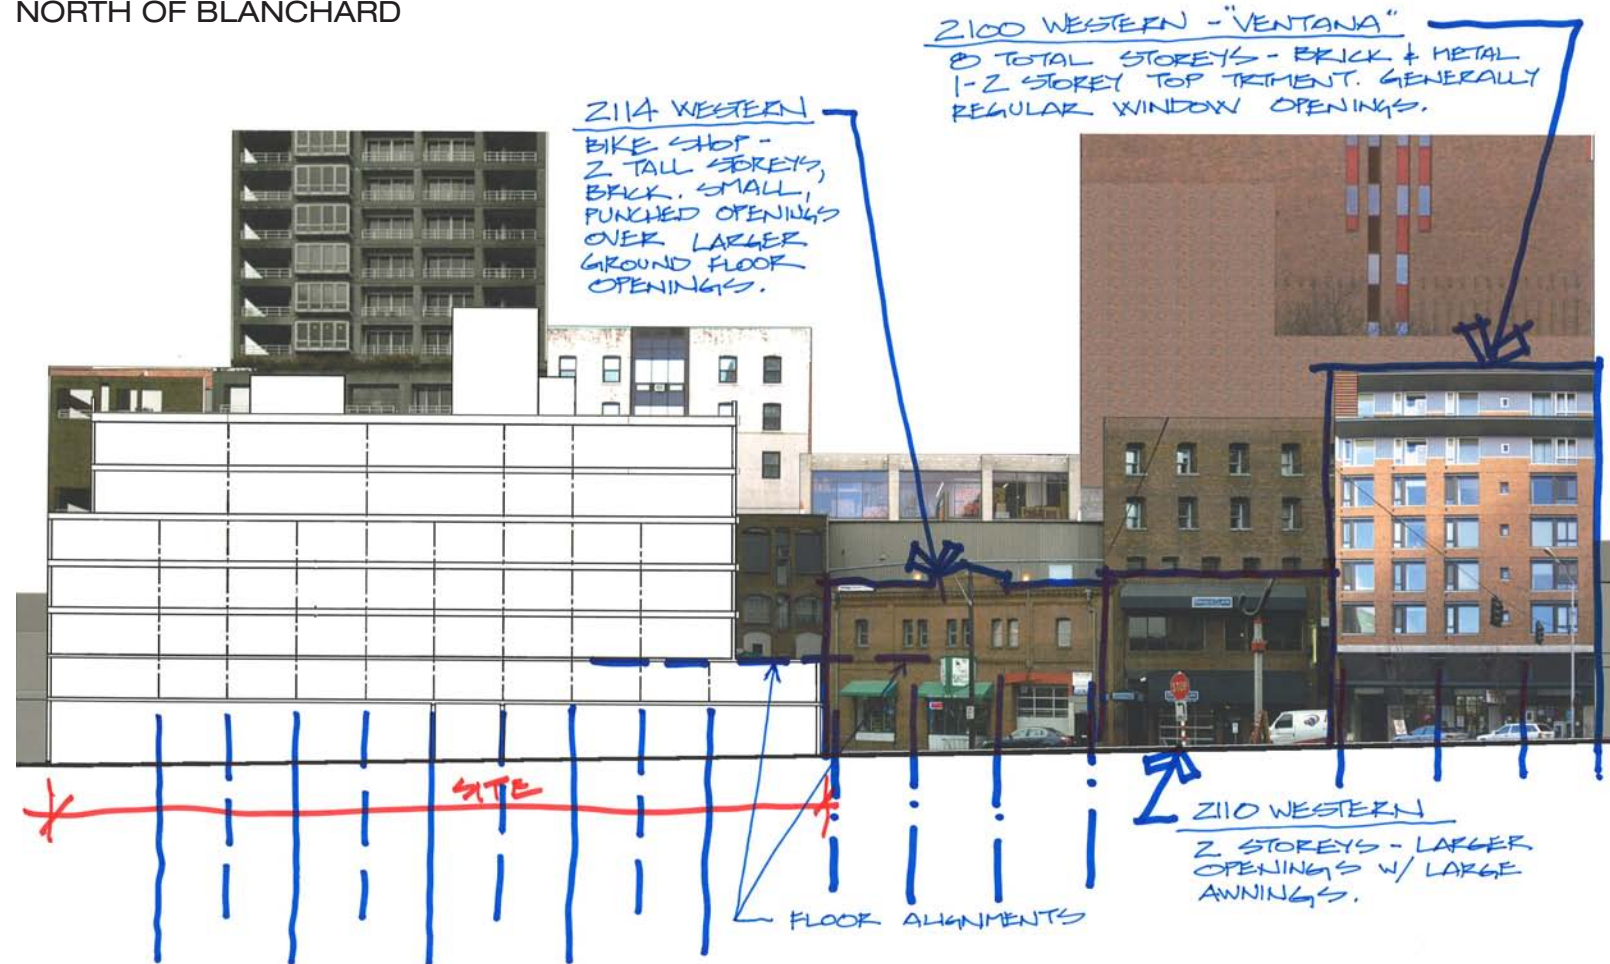 NORTH OF BLANCHARD
2100 WESTERN - "VENTANA"
8 TOTAL STOREYS - BRICK & METAL
1-2 STOREY TOP TRTMENT. GENERALLY
REGULAR WINDOW OPENINGS.
2114 WESTERN
BIKE SHOP -
2 TALL STOREYS,
BRICK. SMALL,
PUNCHED OPENINGS
OVER LARGER
GROUND FLOOR
OPENINGS.
STOP
SITE
2110 WESTERN
2 STOREYS - LARGER
OPENINGS W/ LARGE
AWNINGS.
FLOOR ALIGNMENTS